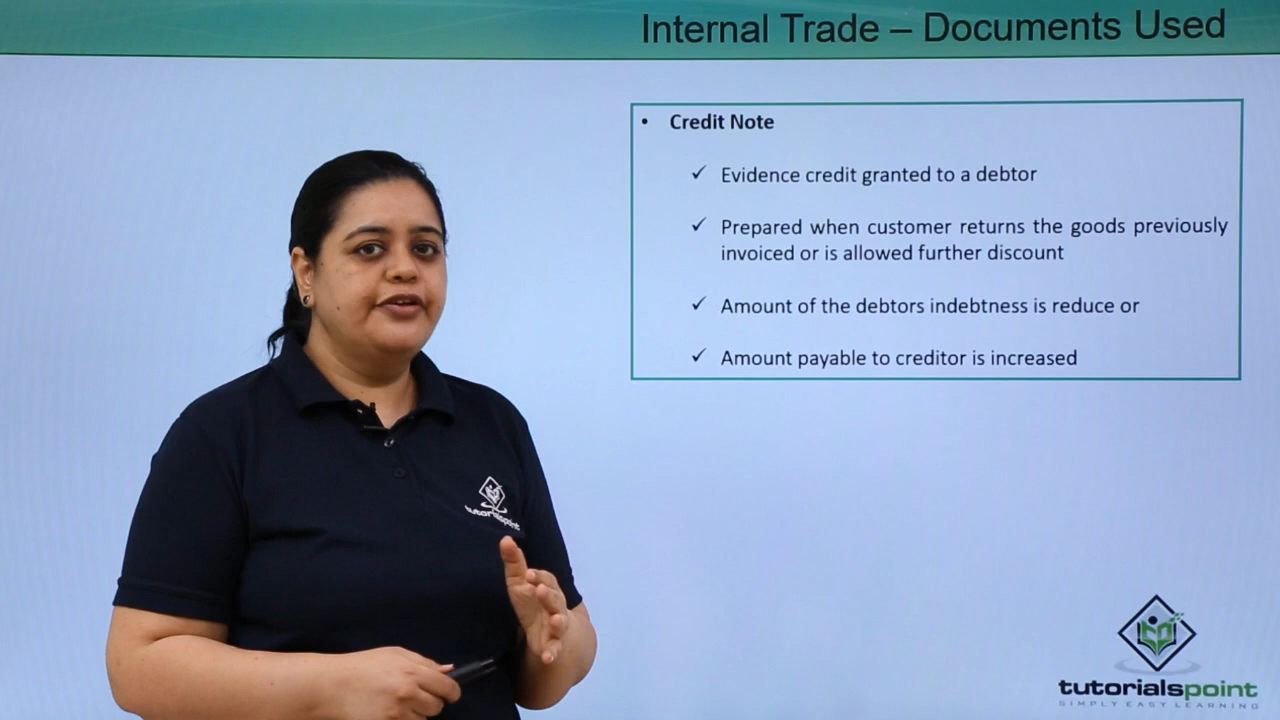 Internal Trade – Documents Used
• Credit Note
✓ Evidence credit granted to a debtor
✓ Prepared when customer returns the goods previously
invoiced or is allowed further discount
✓ Amount of the debtors indebtness is reduce or
✓ Amount payable to creditor is increased
tutorialspoint
tutorialspoint
SIMPLY EASY LEARNING